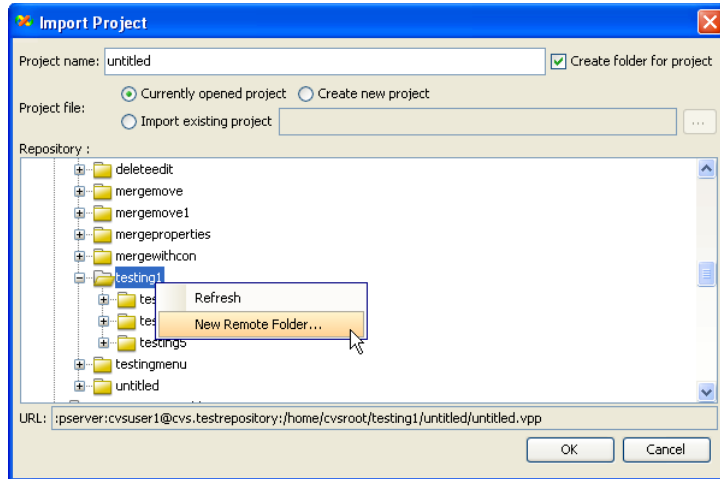 Import Project
Project name: untitled Create folder for project
Project file: Currently opened project Create new project
Import existing project ...
Repository :
deleteedit
mergemove
mergemove1
mergeproperties
mergewithcon
testing1
Refresh
New Remote Folder...
testing5
testingmenu
untitled
URL: :pserver:cvsuser1@cvs.testrepository:/home/cvsroot/testing1/untitled/untitled.vpp
OK Cancel